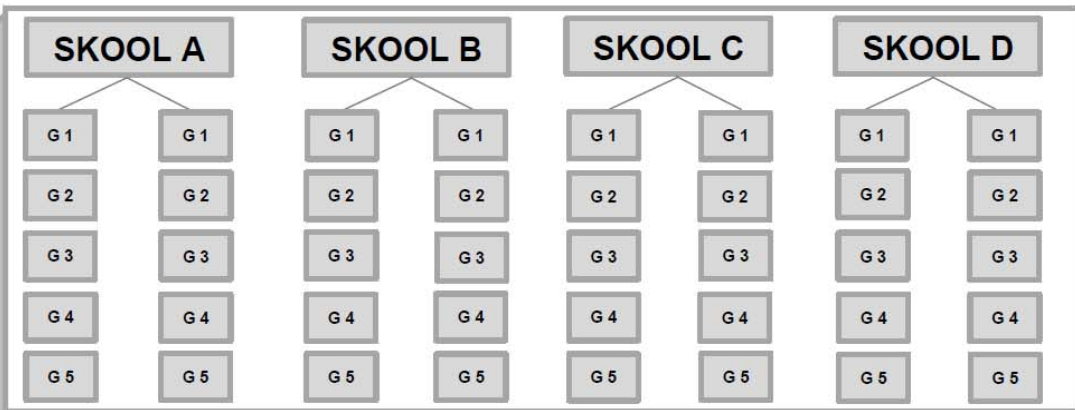 SKOOL A SKOOL B SKOOL C SKOOL D
G 1 G 1 G 1 G 1 G 1 G 1 G 1 G 1
G 2 G 2 G 2 G 2 G 2 G 2 G 2 G 2
G 3 G 3 G 3 G 3 G 3 G 3 G 3 G 3
G 4 G 4 G 4 G 4 G 4 G 4 G 4 G 4
G 5 G 5 G 5 G 5 G 5 G 5 G 5 G 5